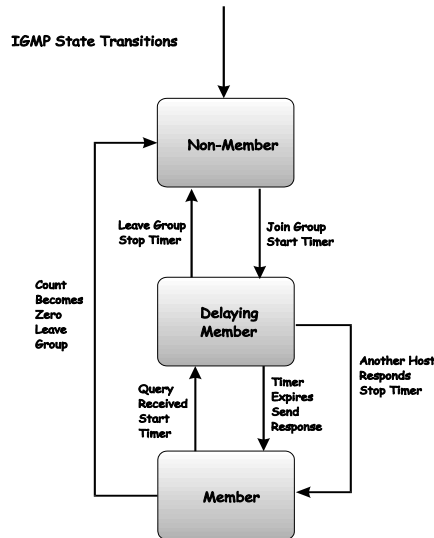 IGMP State Transitions
Non-Member
Leave Group
Stop Timer
Join Group
Start Timer
Count
Becomes
Zero
Leave
Group
Delaying
Member
Another Host
Responds
Stop Timer
Query
Received
Start
Timer
Timer
Expires
Send
Response
Member